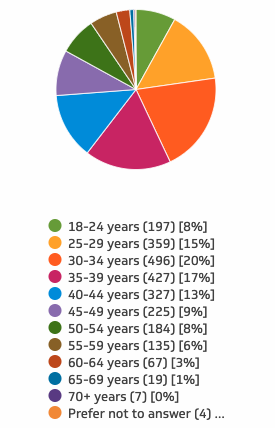 18-24 years (197) [8%]
25-29 years (359) [15%]
30-34 years (496) [20%]
35-39 years (427) [17%]
40-44 years (327) [13%]
45-49 years (225) [9%]
50-54 years (184) [8%]
55-59 years (135) [6%]
60-64 years (67) [3%]
65-69 years (19) [1%]
70+ years (7) [0%]
Prefer not to answer (4) ...